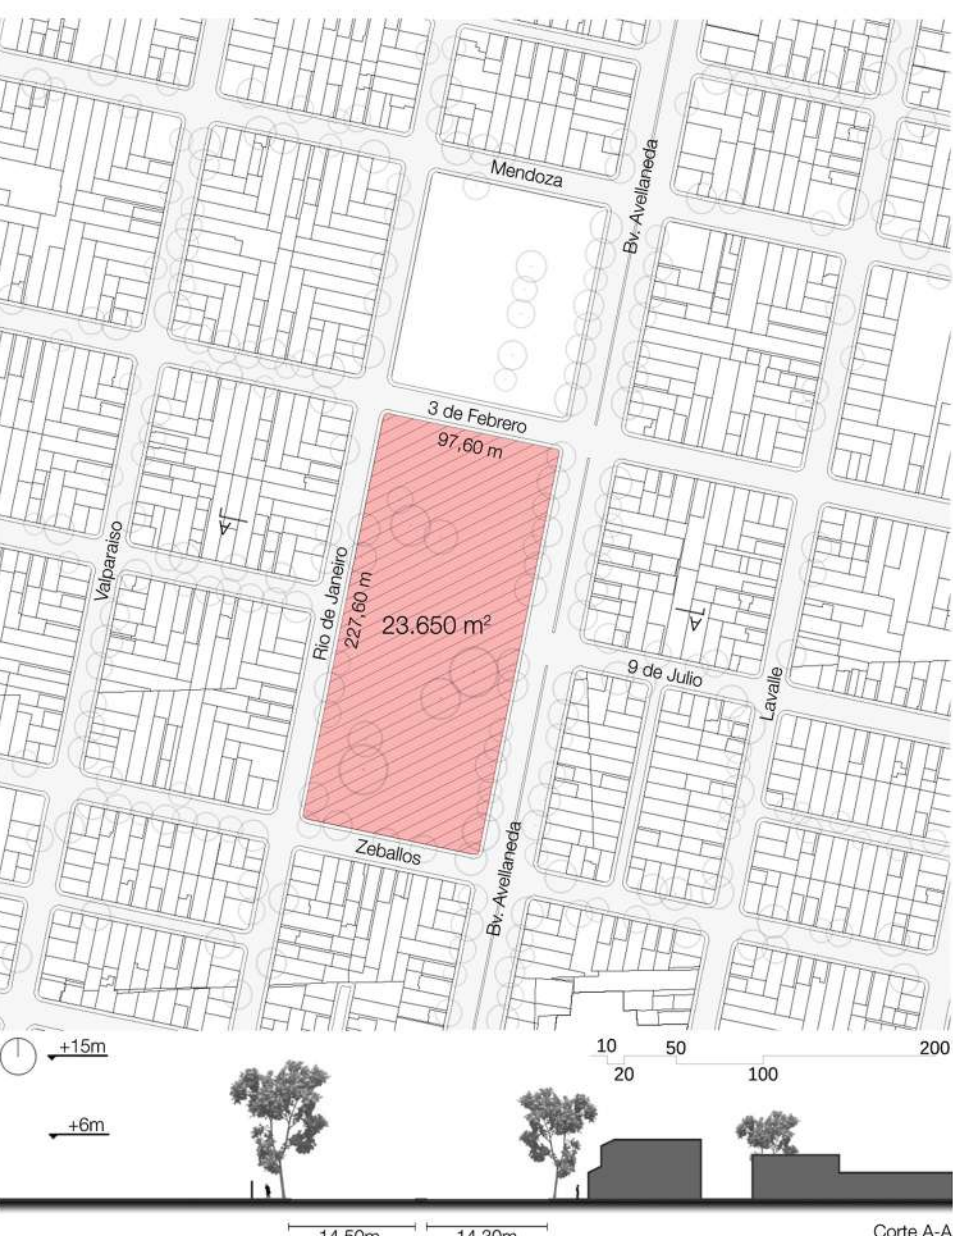 Mendoza
Bv. Avellaneda
3 de Febrero
97,60 m
Valparaiso
Rio de Janeiro
227,60 m
23.650 m²
A
A
9 de Julio
Lavalle
Zeballos
Bv. Avellaneda
+15m
10
50
200
20
100
+6m
14.50m
14.30m
Corte A-A